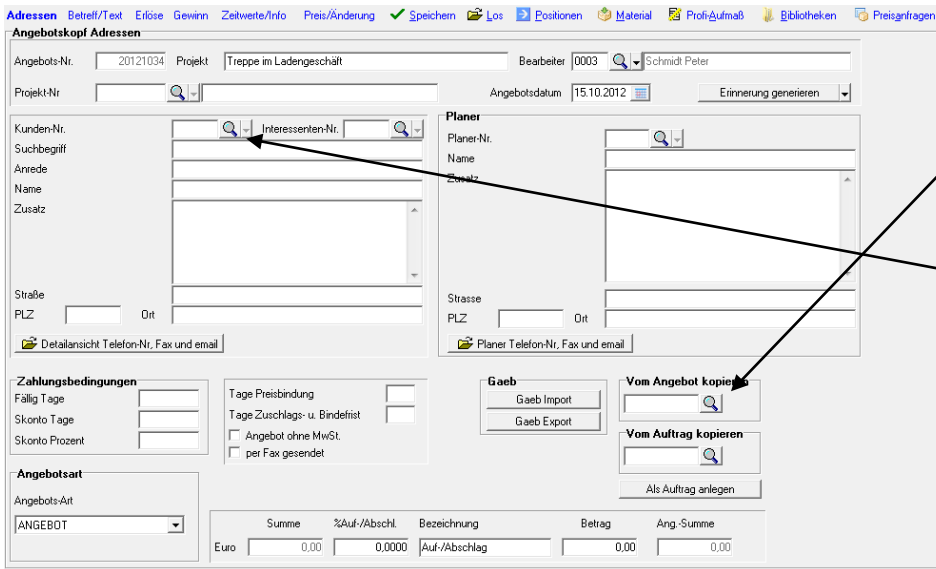 Adressen Betreff/Text Erlöse Gewinn Zeitwerte/Info Preis/Änderung Speichern Los Positionen Material Profi-Aufmaß Bibliotheken Preisanfragen
Angebotskopf Adressen
Angebots-Nr. 20121034 Projekt Treppe im Ladengeschäft Bearbeiter 0003 Schmidt Peter
Projekt-Nr Angebotsdatum 15.10.2012 Erinnerung generieren
Kunden-Nr. Interessenten-Nr.
Suchbegriff
Anrede
Name
Zusatz
Straße
PLZ Ort
Detailansicht Telefon-Nr, Fax und email
Planer
Planer-Nr.
Name
Zusatz
Strasse
PLZ Ort
Planer Telefon-Nr, Fax und email
Zahlungsbedingungen
Fällig Tage
Skonto Tage
Skonto Prozent
Tage Preisbindung
Tage Zuschlags- u. Bindefrist
Angebot ohne MwSt.
per Fax gesendet
Gaeb
Gaeb Import
Gaeb Export
Vom Angebot kopieren
Vom Auftrag kopieren
Als Auftrag anlegen
Angebotsart
Angebots-Art
ANGEBOT
Summe %Auf-/Abschl. Bezeichnung Betrag Ang.-Summe
Euro 0,00 0,0000 Auf-/Abschlag 0,00 0,00